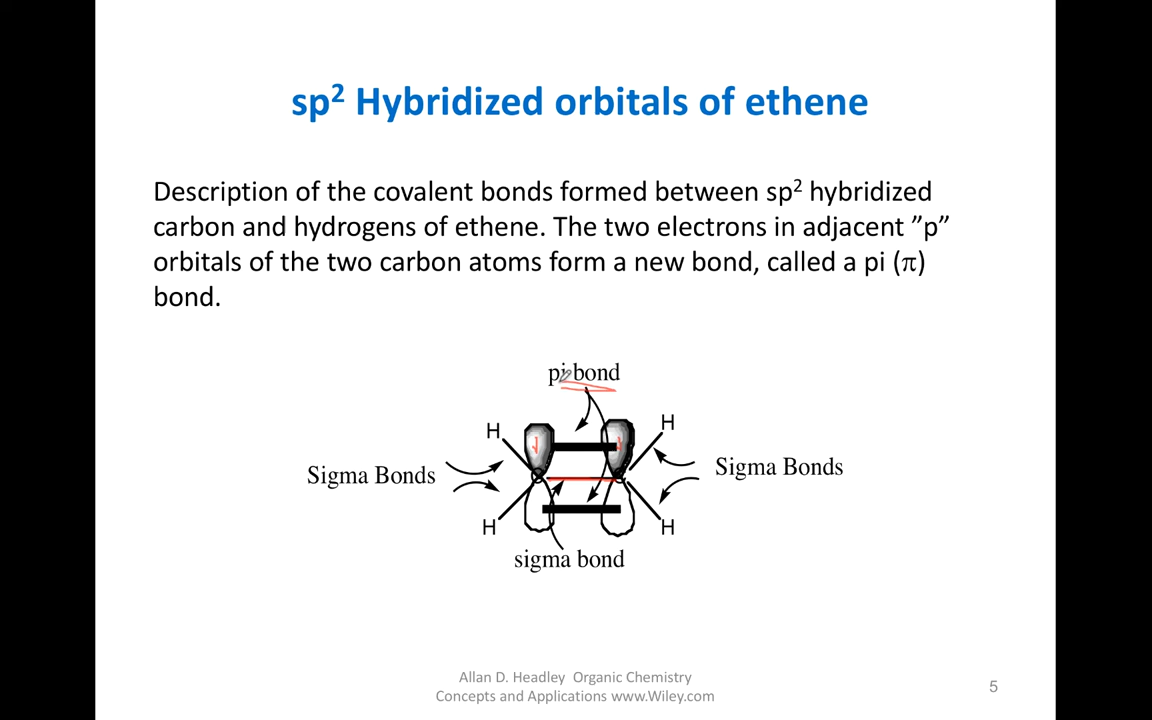 sp² Hybridized orbitals of ethene
Description of the covalent bonds formed between sp² hybridized
carbon and hydrogens of ethene. The two electrons in adjacent ”p”
orbitals of the two carbon atoms form a new bond, called a pi (π)
bond.
pi bond
H
H
Sigma Bonds
Sigma Bonds
H
H
sigma bond
Allan D. Headley Organic Chemistry
Concepts and Applications www.Wiley.com
5